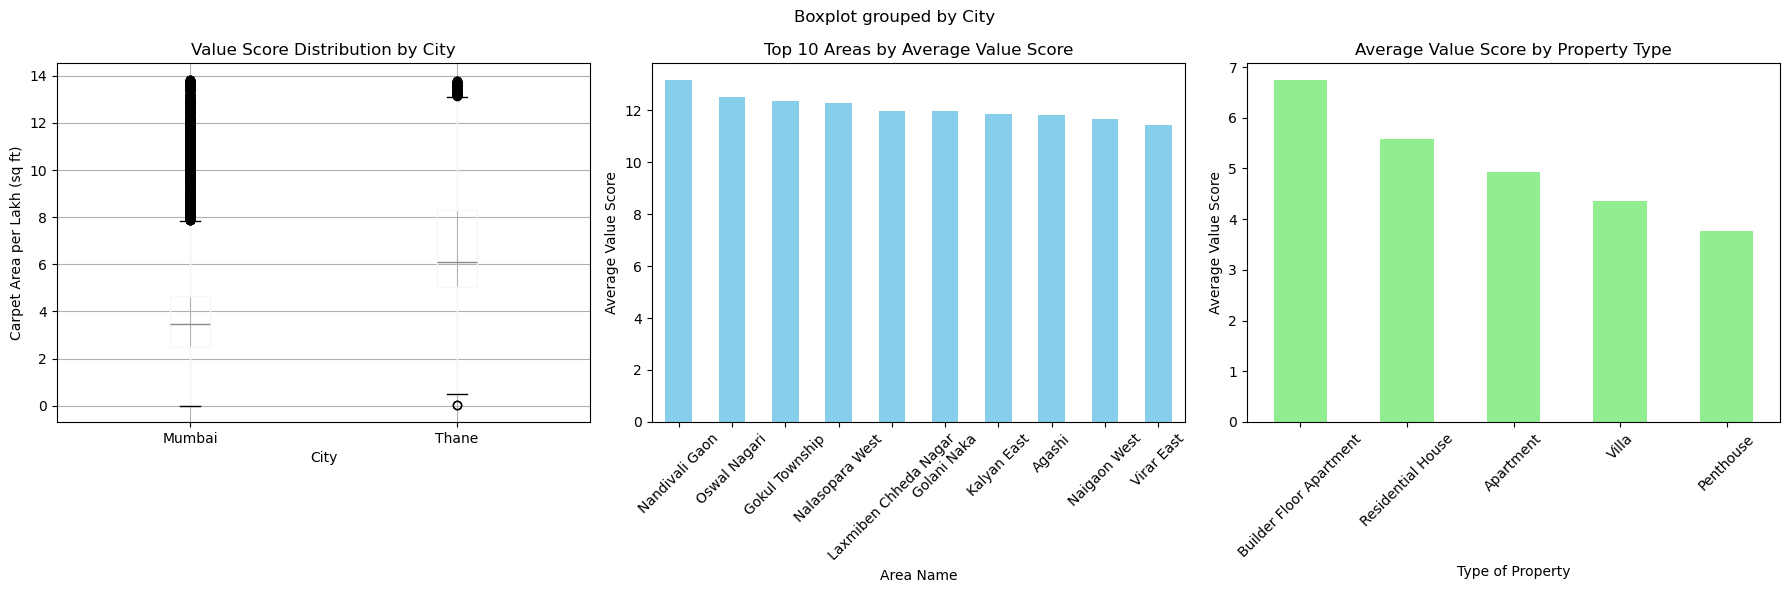 Boxplot grouped by City
Value Score Distribution by City
Carpet Area per Lakh (sq ft)
14
12
10
8
6
4
2
0
Mumbai
Thane
City
Top 10 Areas by Average Value Score
Average Value Score
12
10
8
6
4
2
0
Nandivali Gaon
Oswal Nagari
Gokul Township
Nalasopara West
Laxmiben Chheda Nagar
Golani Naka
Kalyan East
Agashi
Naigaon West
Virar East
Area Name
Average Value Score by Property Type
Average Value Score
7
6
5
4
3
2
1
0
Builder Floor Apartment
Residential House
Apartment
Villa
Penthouse
Type of Property